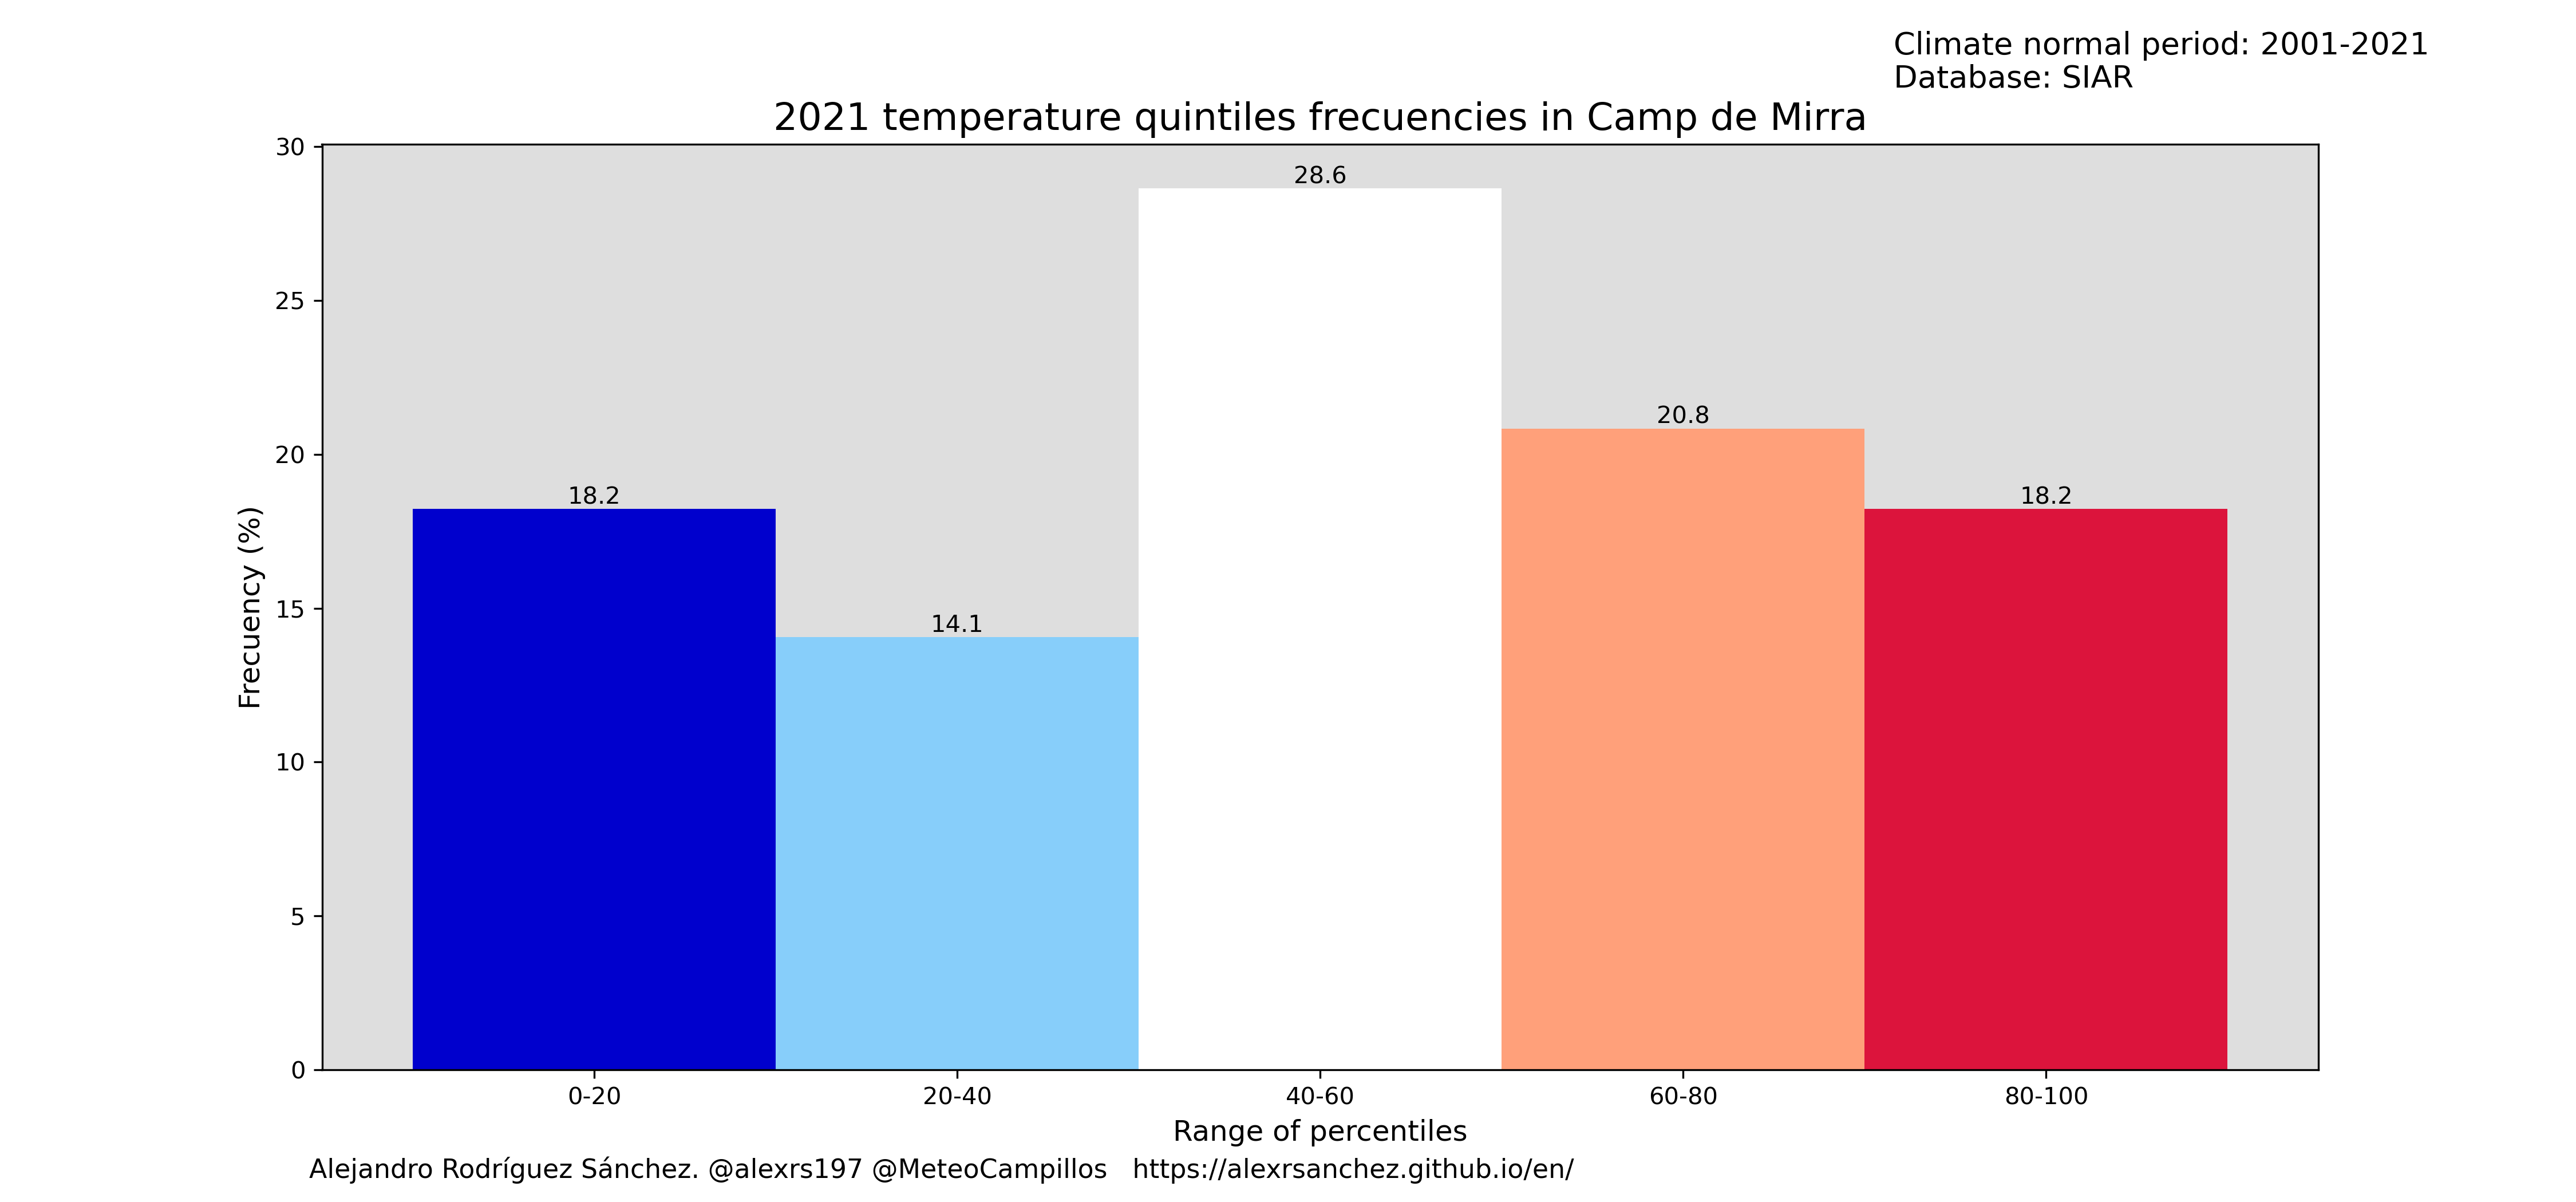 Climate normal period: 2001-2021
Database: SIAR
2021 temperature quintiles frecuencies in Camp de Mirra
30
25
20
15
10
5
0
Frecuency (%)
18.2
14.1
28.6
20.8
18.2
0-20
20-40
40-60
60-80
80-100
Range of percentiles
Alejandro Rodríguez Sánchez. @alexrs197 @MeteoCampillos   https://alexrsanchez.github.io/en/